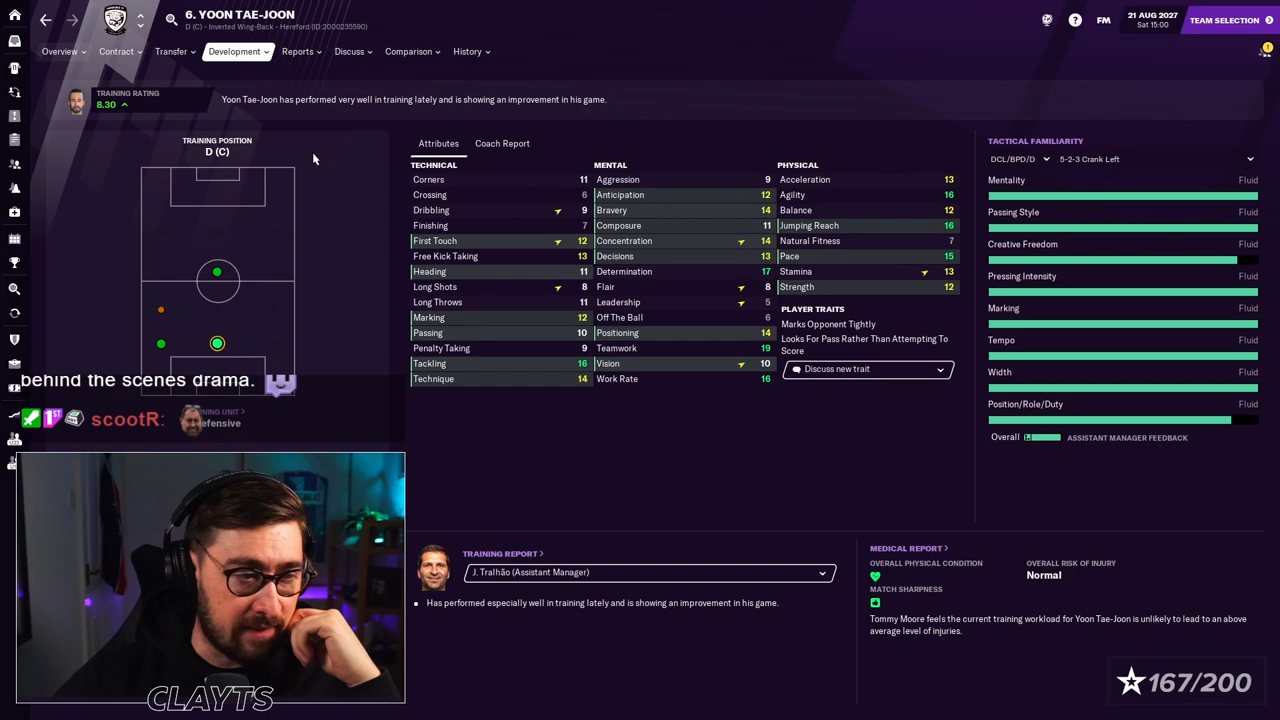 6. YOON TAE-JOON
D (C) - Inverted Wing-Back - Hereford (ID:2000235590)
FM
21 AUG 2027
Sat 15:00
TEAM SELECTION
1
Overview
Contract
Transfer
Development
Reports
Discuss
Comparison
History
TRAINING RATING
8.30
Yoon Tae-Joon has performed very well in training lately and is showing an improvement in his game.
TRAINING POSITION
D (C)
Attributes
Coach Report
TECHNICAL
Corners 11
Crossing 6
Dribbling 9
Finishing 7
First Touch 12
Free Kick Taking 13
Heading 11
Long Shots 8
Long Throws 11
Marking 12
Passing 10
Penalty Taking 9
Tackling 16
Technique 14
MENTAL
Aggression 9
Anticipation 12
Bravery 14
Composure 11
Concentration 14
Decisions 13
Determination 17
Flair 8
Leadership 5
Off The Ball 6
Positioning 14
Teamwork 19
Vision 10
Work Rate 16
PHYSICAL
Acceleration 13
Agility 16
Balance 12
Jumping Reach 16
Natural Fitness 7
Pace 15
Stamina 13
Strength 12
PLAYER TRAITS
Marks Opponent Tightly
Looks For Pass Rather Than Attempting To
Score
Discuss new trait
TACTICAL FAMILIARITY
DCL/BPD/D
5-2-3 Crank Left
Mentality Fluid
Passing Style Fluid
Creative Freedom Fluid
Pressing Intensity Fluid
Marking Fluid
Tempo Fluid
Width Fluid
Position/Role/Duty Fluid
Overall
ASSISTANT MANAGER FEEDBACK
behind the scenes drama.
1ST
scootR:
NING UNIT
efensive
CLAYTS
TRAINING REPORT
J. Tralhão (Assistant Manager)
Has performed especially well in training lately and is showing an improvement in his game.
MEDICAL REPORT
OVERALL PHYSICAL CONDITION
OVERALL RISK OF INJURY
Normal
MATCH SHARPNESS
Tommy Moore feels the current training workload for Yoon Tae-Joon is unlikely to lead to an above
average level of injuries.
167/200